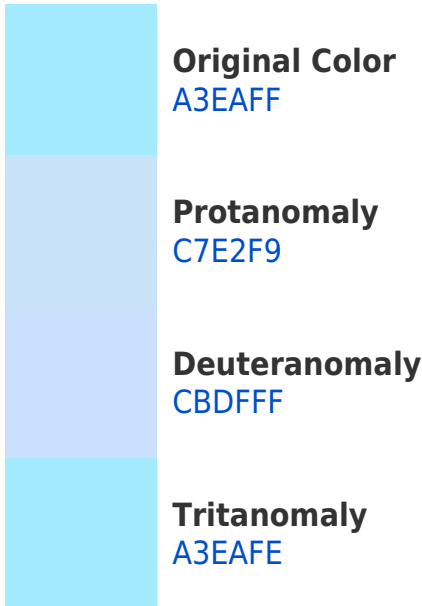 Original Color
A3EAFF
Protanomaly
C7E2F9
Deuteranomaly
CBDFFF
Tritanomaly
A3EAFE